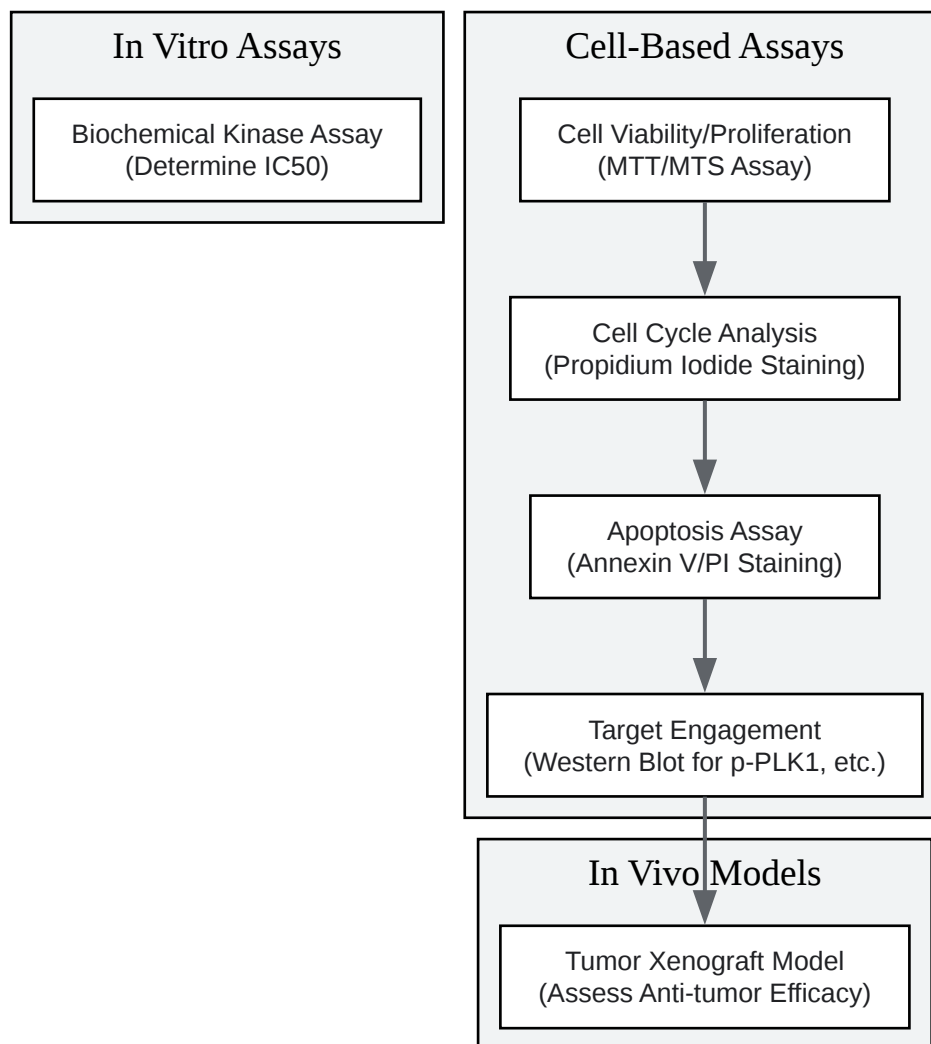 In Vitro Assays
Biochemical Kinase Assay
(Determine IC50)
Cell-Based Assays
Cell Viability/Proliferation
(MTT/MTS Assay)
Cell Cycle Analysis
(Propidium Iodide Staining)
Apoptosis Assay
(Annexin V/PI Staining)
Target Engagement
(Western Blot for p-PLK1, etc.)
In Vivo Models
Tumor Xenograft Model
(Assess Anti-tumor Efficacy)